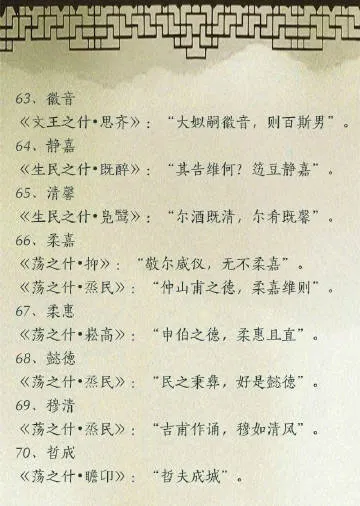 63、徽音
《文王之什•思齐》：“大姒嗣徽音，则百斯男”。
64、静嘉
《生民之什•既醉》：“其告维何？笾豆静嘉”。
65、清馨
《生民之什•凫鹥》：“尔酒既清，尔肴既馨”。
66、柔嘉
《荡之什•抑》：“敬尔威仪，无不柔嘉”。
《荡之什•烝民》：“仲山甫之德，柔嘉维则”。
67、柔惠
《荡之什•崧高》：“申伯之德，柔惠且直”。
68、懿德
《荡之什•烝民》：“民之秉彝，好是懿德”。
69、穆清
《荡之什•烝民》：“吉甫作诵，穆如清风”。
70、哲成
《荡之什•瞻卬》：“哲夫成城”。